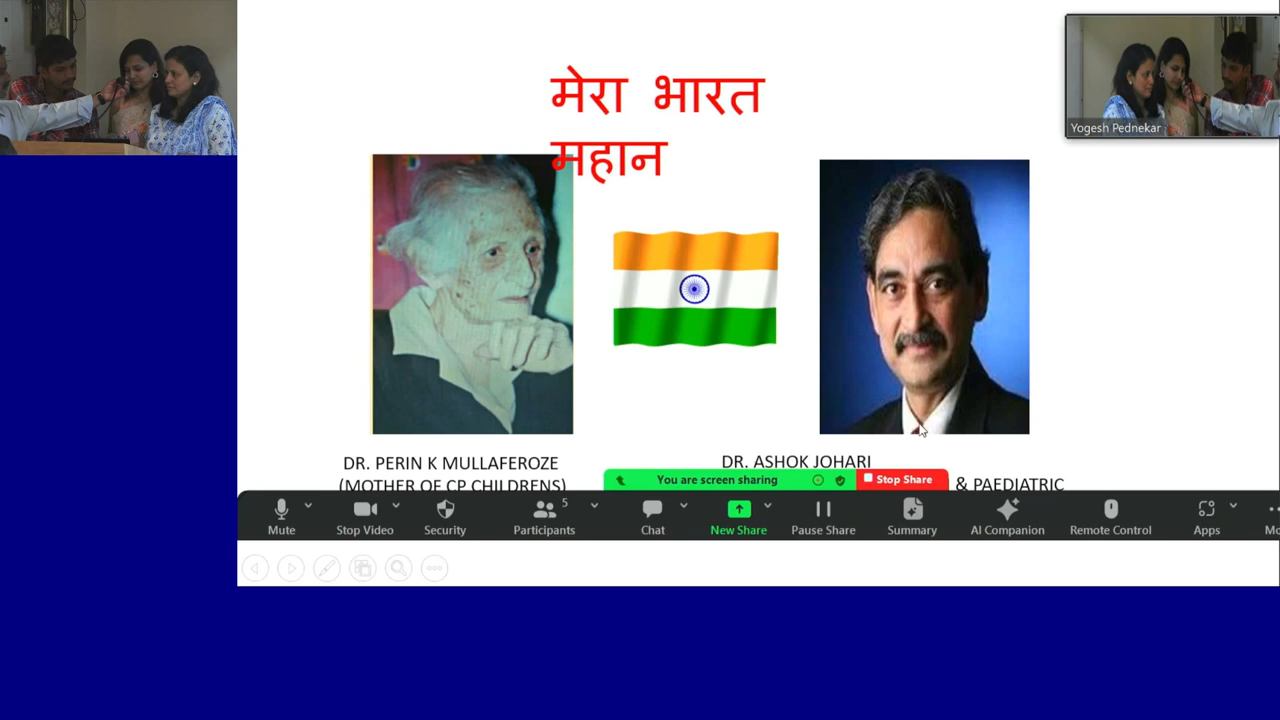 मेरा भारत
महान
Yogesh Pednekar
DR. PERIN K MULLAFEROZE
(MOTHER OF CP CHILDRENS)
DR. ASHOK JOHARI
& PAEDIATRIC
You are screen sharing
Stop Share
Mute
Stop Video
Security
Participants
5
Chat
New Share
Pause Share
Summary
AI Companion
Remote Control
Apps